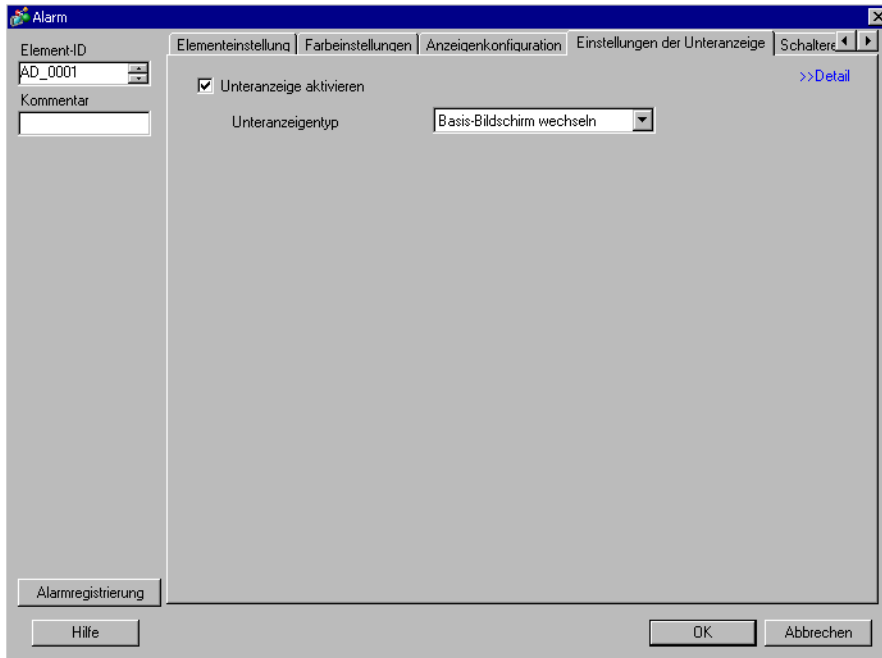 Alarm
Element-ID
AD_0001
Kommentar
Elementeinstellung
Farbeinstellungen
Anzeigenkonfiguration
Einstellungen der Unteranzeige
>>Detail
Unteranzeige aktivieren
Unteranzeigentyp
Basis-Bildschirm wechseln
Alarmregistrierung
Hilfe
OK
Abbrechen